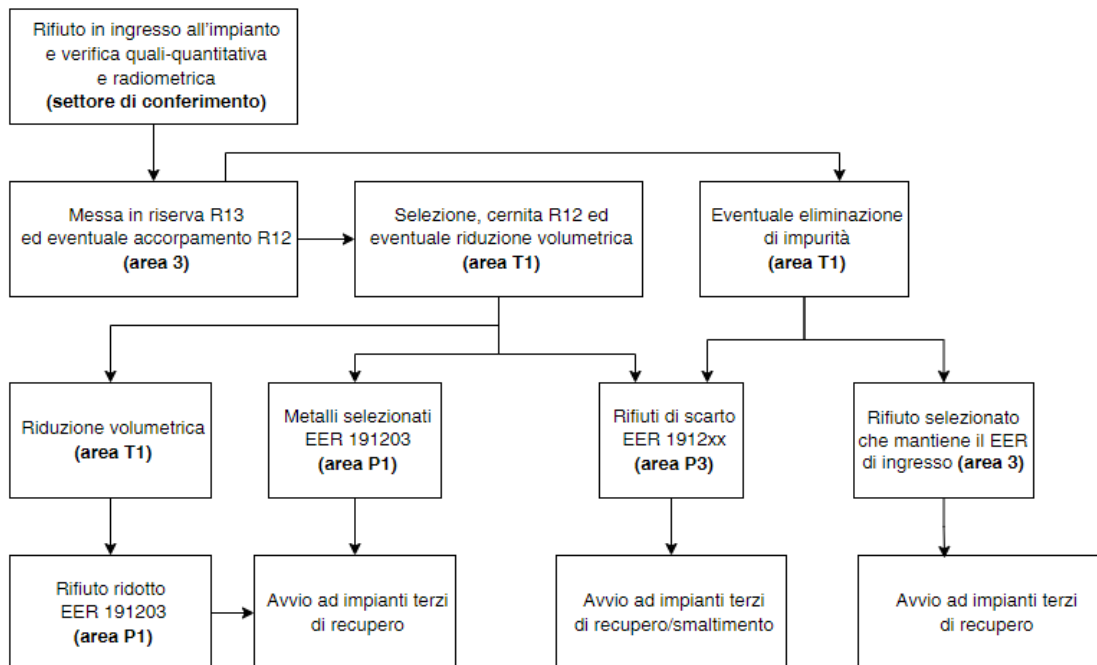 Rifiuto in ingresso all'impianto
e verifica quali-quantitativa
e radiometrica
(settore di conferimento)
Messa in riserva R13
ed eventuale accorpamento R12
(area 3)
Selezione, cernita R12 ed
eventuale riduzione volumetrica
(area T1)
Eventuale eliminazione
di impurità
(area T1)
Riduzione volumetrica
(area T1)
Metalli selezionati
EER 191203
(area P1)
Rifiuti di scarto
EER 1912xx
(area P3)
Rifiuto selezionato
che mantiene il EER
di ingresso (area 3)
Rifiuto ridotto
EER 191203
(area P1)
Avvio ad impianti terzi
di recupero
Avvio ad impianti terzi
di recupero/smaltimento
Avvio ad impianti terzi
di recupero